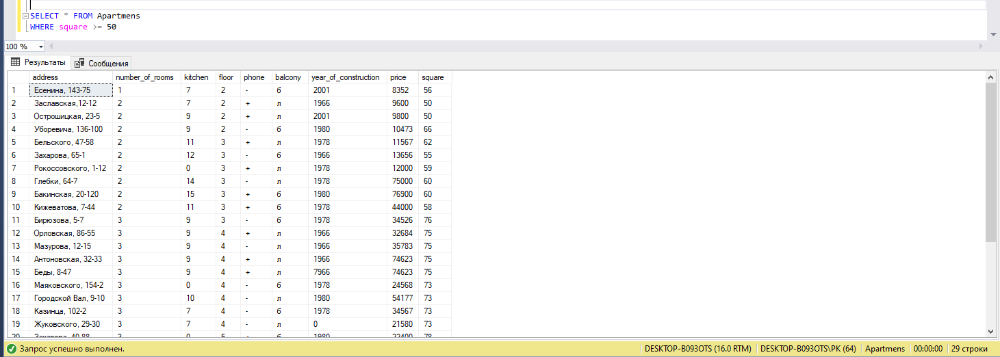 SELECT * FROM Apartmens
WHERE square >= 50
100 %
Результаты Сообщения
address number_of_rooms kitchen floor phone balcony year_of_construction price square
1 Есенина, 143-75 1 7 2 - б 2001 8352 56
2 Заславская,12-12 2 7 2 + л 1966 9600 50
3 Острошицкая, 23-5 2 9 2 + л 2001 9800 50
4 Уборевича, 136-100 2 9 2 - б 1980 10473 66
5 Бельского, 47-58 2 11 3 + л 1978 11567 62
6 Захарова, 65-1 2 12 3 - б 1966 13656 55
7 Рокоссовского, 1-12 2 0 3 + л 1978 12000 59
8 Глебки, 64-7 2 14 3 - л 1978 75000 60
9 Бакинская, 20-120 2 15 3 + б 1980 76900 60
10 Кижеватова, 7-44 2 11 3 + б 1978 44000 58
11 Бирюзова, 5-7 3 9 3 - б 1978 34526 76
12 Орловская, 86-55 3 9 4 + л 1966 32684 75
13 Мазурова, 12-15 3 9 4 - л 1966 35783 75
14 Антоновская, 32-33 3 9 4 + л 1966 74623 75
15 Беды, 8-47 3 9 4 + л 7966 74623 75
16 Маяковского, 154-2 3 0 4 - б 1978 24568 73
17 Городской Вал, 9-10 3 10 4 - л 1980 54177 73
18 Казинца, 102-2 3 7 4 - б 1978 34567 73
19 Жуковского, 29-30 3 7 4 - л 0 21580 73
20 Захарова, 40-88 3 0 5 + б 1980 22400 78
Запрос успешно выполнен. DESKTOP-B093OTS (16.0 RTM) DESKTOP-B093OTS\PK (64) Apartmens 00:00:00 29 строки